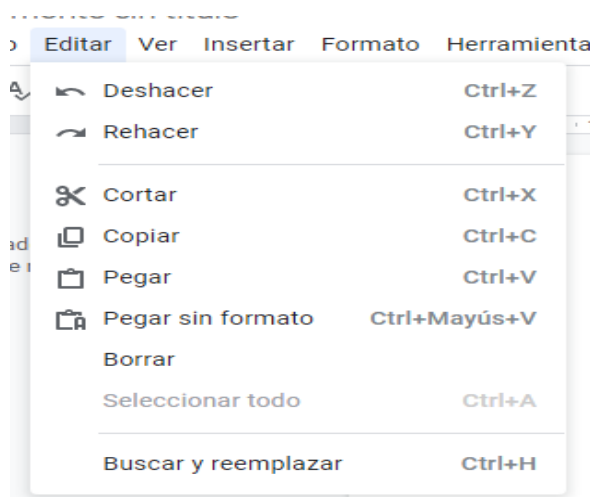 Editar Ver Insertar Formato Herramienta
Deshacer Ctrl+Z
Rehacer Ctrl+Y
Cortar Ctrl+X
Copiar Ctrl+C
Pegar Ctrl+V
Pegar sin formato Ctrl+Mayús+V
Borrar
Seleccionar todo Ctrl+A
Buscar y reemplazar Ctrl+H